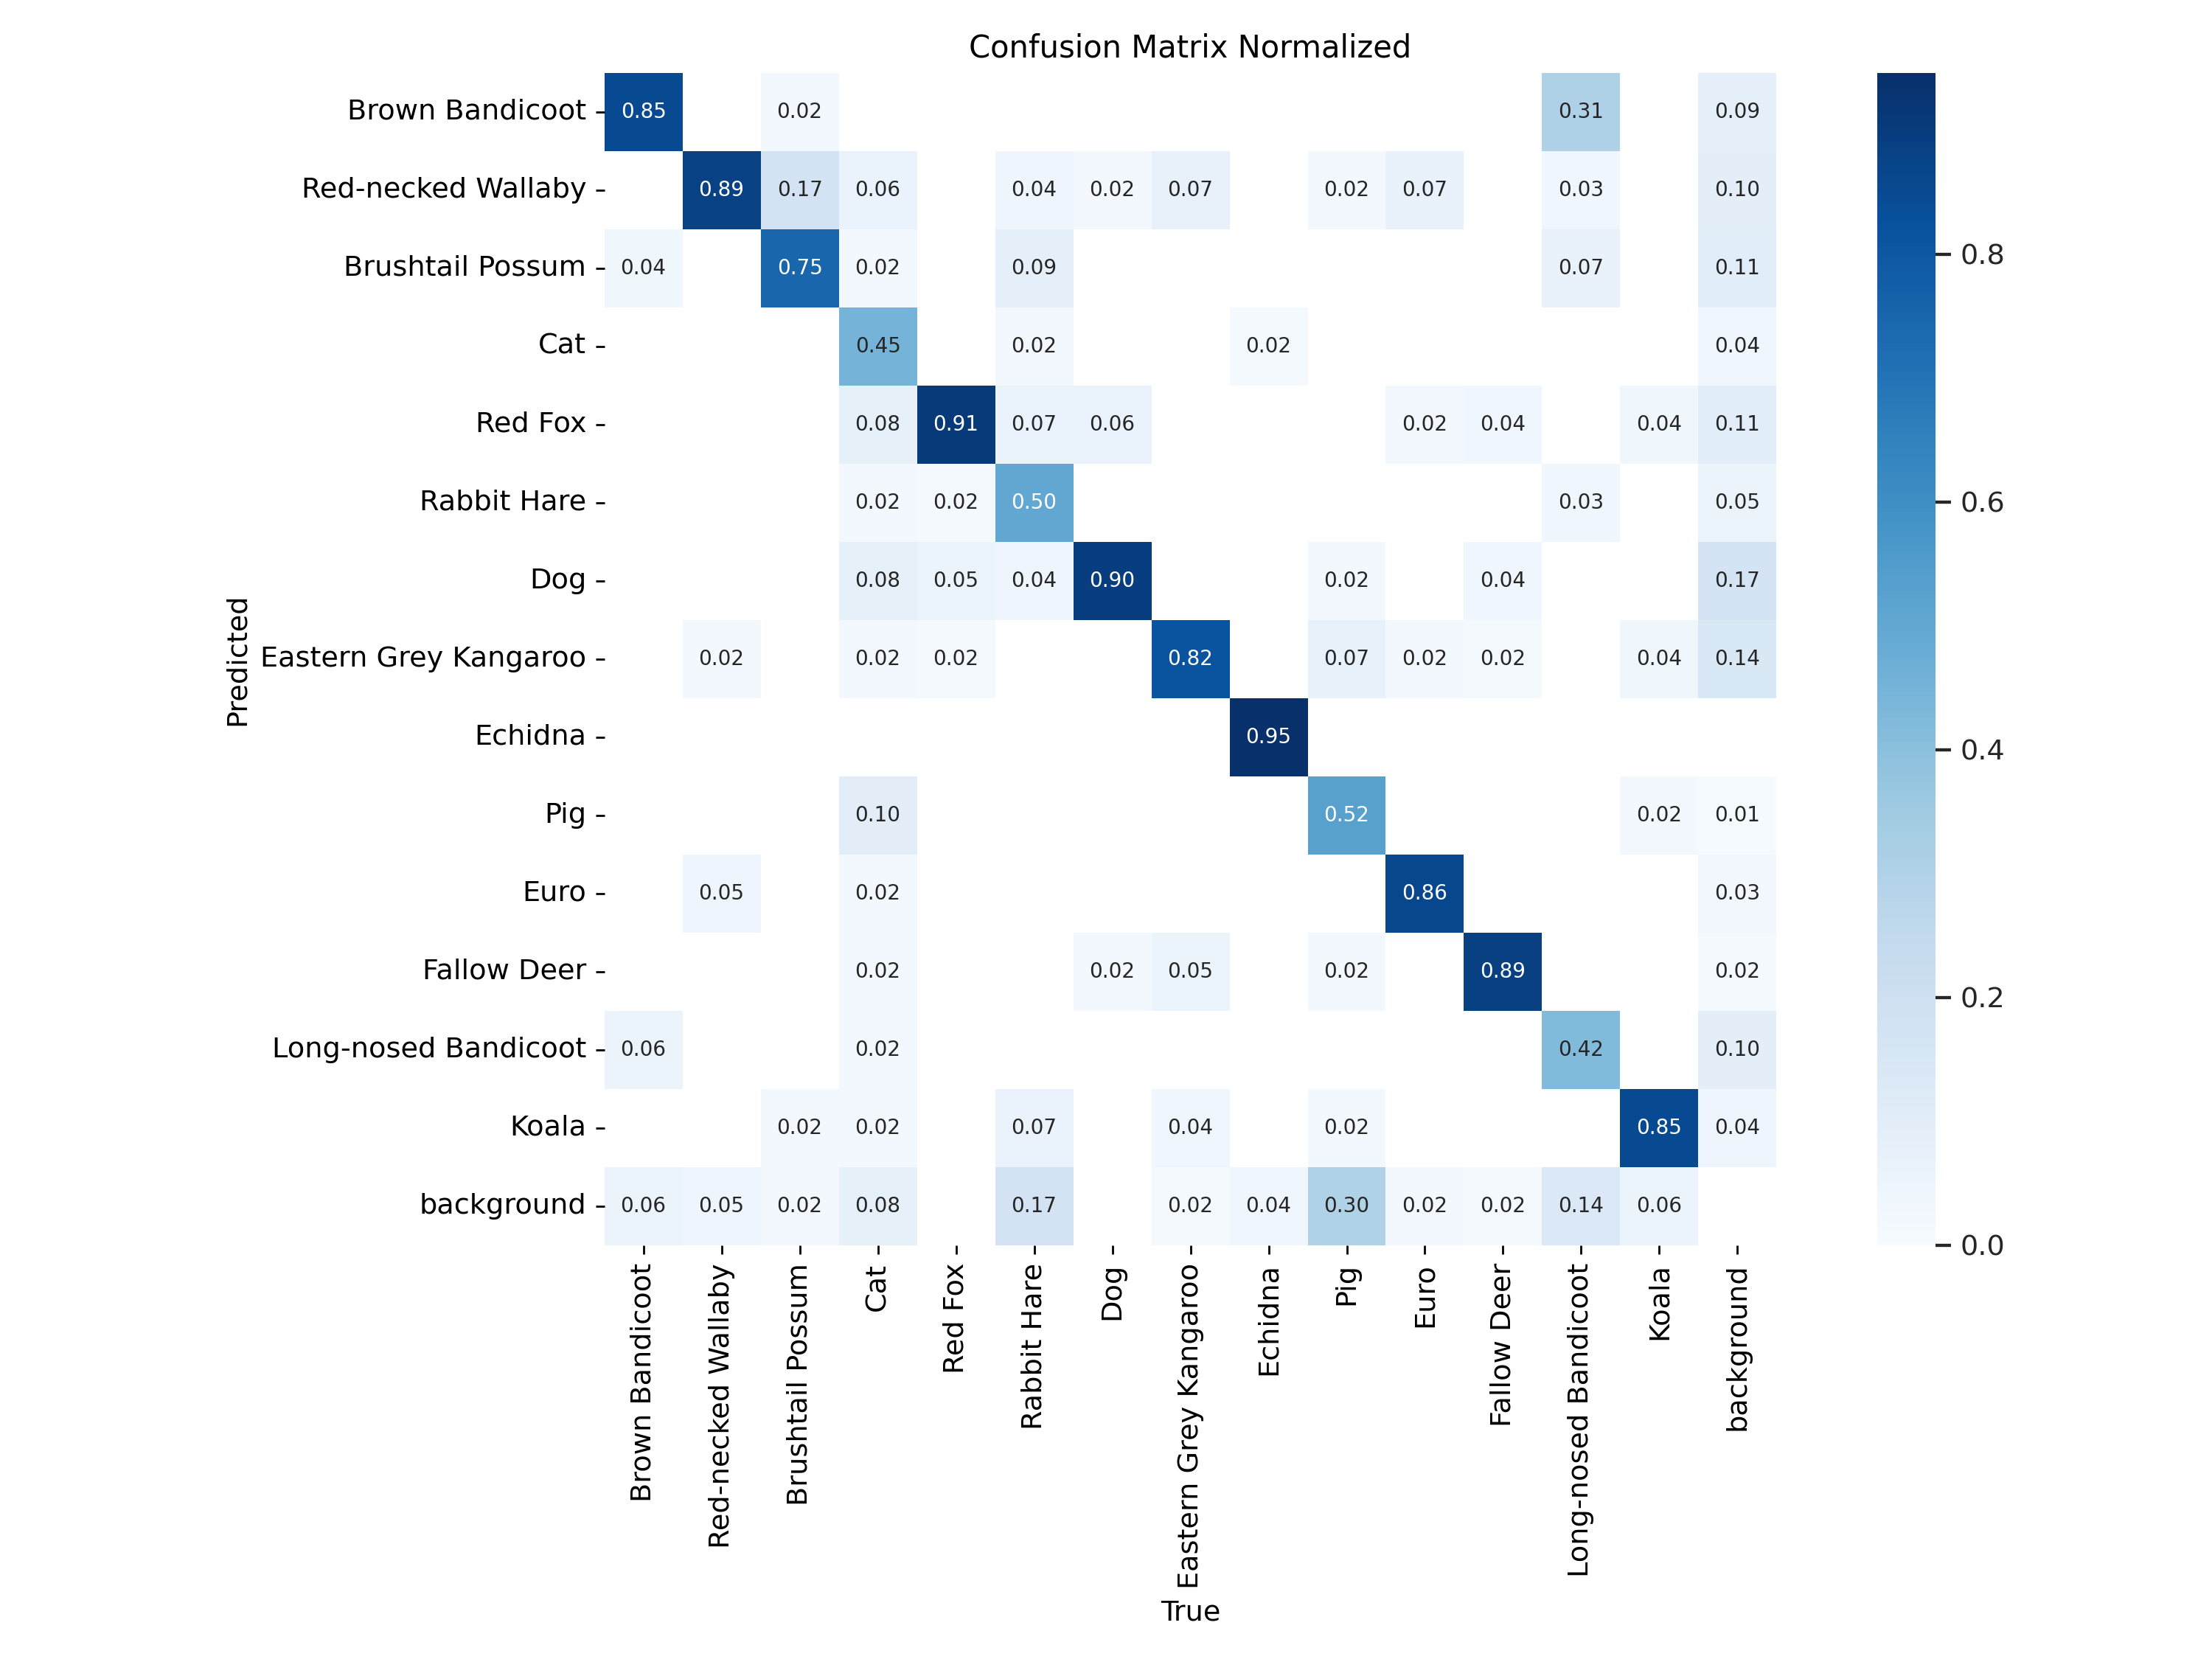 Confusion Matrix Normalized
Brown Bandicoot 0.85 0.02 0.31 0.09
Red-necked Wallaby 0.89 0.17 0.06 0.04 0.02 0.07 0.02 0.07 0.03 0.10
Brushtail Possum 0.04 0.75 0.02 0.09 0.07 0.11
Cat 0.45 0.02 0.02 0.04
Red Fox 0.08 0.91 0.07 0.06 0.02 0.04 0.04 0.11
Rabbit Hare 0.02 0.02 0.50 0.03 0.05
Dog 0.08 0.05 0.04 0.90 0.02 0.04 0.17
Eastern Grey Kangaroo 0.02 0.02 0.02 0.82 0.07 0.02 0.02 0.04 0.14
Echidna 0.95
Pig 0.10 0.52 0.02 0.01
Euro 0.05 0.02 0.86 0.03
Fallow Deer 0.02 0.02 0.05 0.02 0.89 0.02
Long-nosed Bandicoot 0.06 0.02 0.42 0.10
Koala 0.02 0.02 0.07 0.04 0.02 0.85 0.04
background 0.06 0.05 0.02 0.08 0.17 0.02 0.04 0.30 0.02 0.02 0.14 0.06
Predicted
Brown Bandicoot
Red-necked Wallaby
Brushtail Possum
Cat
Red Fox
Rabbit Hare
Dog
Eastern Grey Kangaroo
Echidna
Pig
Euro
Fallow Deer
Long-nosed Bandicoot
Koala
background
True
0.8
0.6
0.4
0.2
0.0